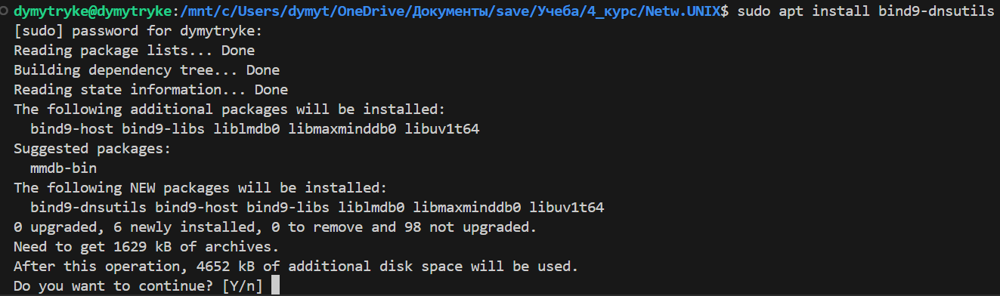 dymytryke@dymytryke:/mnt/c/Users/dymyt/OneDrive/Документы/save/Учеба/4_курс/Netw.UNIX$ sudo apt install bind9-dnsutils
[sudo] password for dymytryke:
Reading package lists... Done
Building dependency tree... Done
Reading state information... Done
The following additional packages will be installed:
  bind9-host bind9-libs liblmdb0 libmaxminddb0 libuv1t64
Suggested packages:
  mmdb-bin
The following NEW packages will be installed:
  bind9-dnsutils bind9-host bind9-libs liblmdb0 libmaxminddb0 libuv1t64
0 upgraded, 6 newly installed, 0 to remove and 98 not upgraded.
Need to get 1629 kB of archives.
After this operation, 4652 kB of additional disk space will be used.
Do you want to continue? [Y/n]